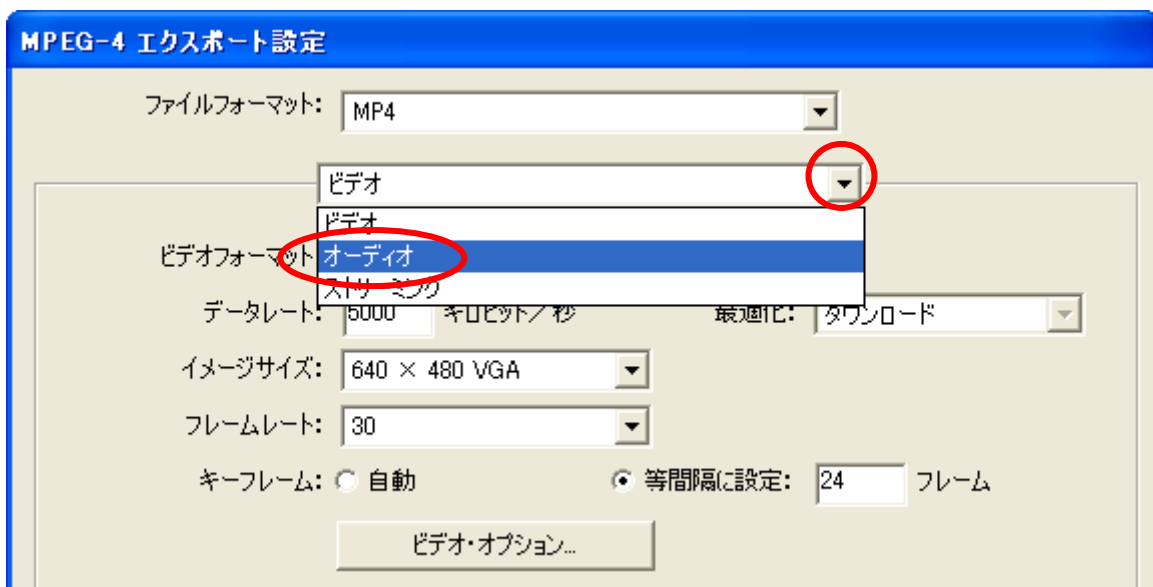 MPEG-4 エクスポート設定
ファイルフォーマット: MP4
ビデオ
ビデオ
ビデオフォーマット オーディオ
ストリーミング
データレート: 5000 キロビット／秒 最適化: ダウンロード
イメージサイズ: 640 × 480 VGA
フレームレート: 30
キーフレーム: 自動 等間隔に設定: 24 フレーム
ビデオ・オプション...